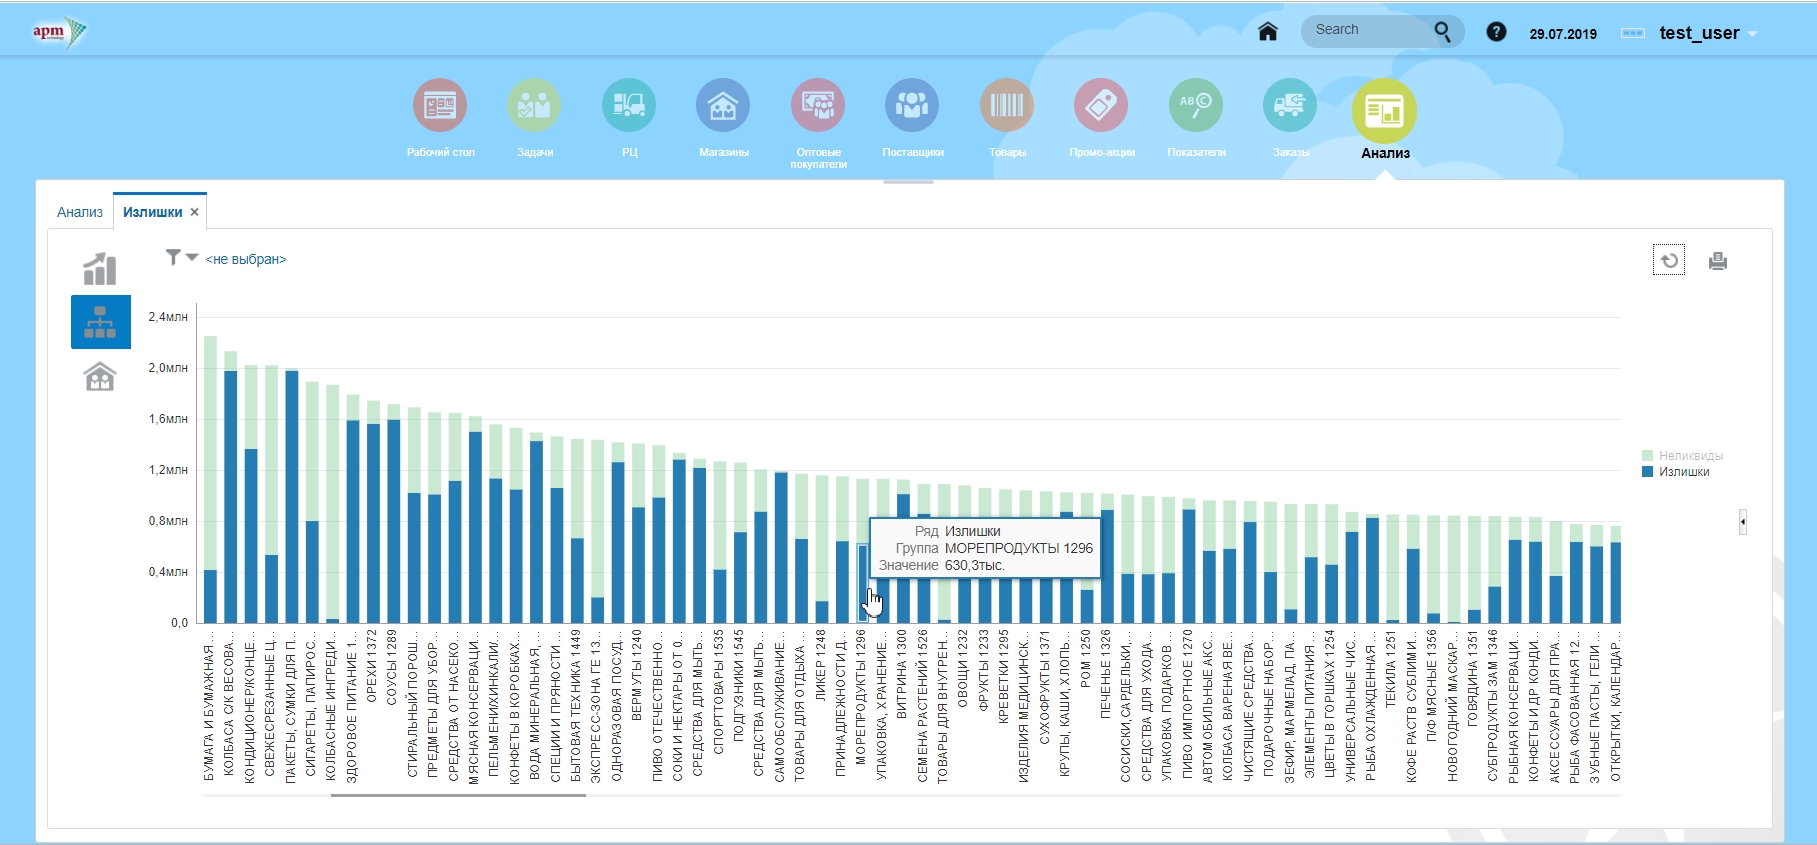 apm
technology
Search
29.07.2019
test_user
Рабочий стол
Задачи
РЦ
Магазины
Оптовые
покупатели
Поставщики
Товары
Промо-акции
Показатели
Заказы
Анализ
Анализ
Излишки
<не выбран>
2,4млн
2,0млн
1,6млн
1,2млн
0,8млн
0,4млн
0,0
Неликвиды
Излишки
Ряд Излишки
Группа МОРЕПРОДУКТЫ 1296
Значение 630,3тыс.
БУМАГА И БУМАЖНАЯ ...
КОЛБАСА С/К ВЕСОВА...
КОНДИЦИОНЕР/КОНЦЕ...
СВЕЖЕСРЕЗАННЫЕ Ц...
ПАКЕТЫ, СУМКИ ДЛЯ П...
СИГАРЕТЫ, ПАПИРОС...
КОЛБАСНЫЕ ИНГРЕДИ...
ЗДОРОВОЕ ПИТАНИЕ 1...
ОРЕХИ 1372
СОУСЫ 1289
СТИРАЛЬНЫЙ ПОРОШ...
ПРЕДМЕТЫ ДЛЯ УБОР...
СРЕДСТВА ОТ НАСЕКО...
МЯСНАЯ КОНСЕРВАЦИ...
ПЕЛЬМЕНИ,ХИНКАЛИ/...
КОНФЕТЫ В КОРОБКАХ...
ВОДА МИНЕРАЛЬНАЯ, ...
СПЕЦИИ И ПРЯНОСТИ ...
БЫТОВАЯ ТЕХНИКА 1449
ЭКСПРЕСС-ЗОНА ГЕ 13...
ОДНОРАЗОВАЯ ПОСУД...
ВЕРМУТЫ 1240
ПИВО ОТЕЧЕСТВЕННО...
СОКИ И НЕКТАРЫ ОТ 0...
СРЕДСТВА ДЛЯ МЫТЬ...
СПОРТТОВАРЫ 1535
ПОДГУЗНИКИ 1545
СРЕДСТВА ДЛЯ МЫТЬ...
САМООБСЛУЖИВАНИЕ...
ТОВАРЫ ДЛЯ ОТДЫХА ...
ЛИКЕР 1248
ПРИНАДЛЕЖНОСТИ Д...
МОРЕПРОДУКТЫ 1296
УПАКОВКА, ХРАНЕНИЕ...
ВИТРИНА 1300
СЕМЕНА РАСТЕНИЙ 1526
ТОВАРЫ ДЛЯ ВНУТРЕН...
ОВОЩИ 1232
ФРУКТЫ 1233
КРЕВЕТКИ 1295
ИЗДЕЛИЯ МЕДИЦИНСК...
СУХОФРУКТЫ 1371
КРУПЫ, КАШИ, ХЛОПЬ...
РОМ 1250
ПЕЧЕНЬЕ 1326
СОСИСКИ,САРДЕЛЬКИ,...
СРЕДСТВА ДЛЯ УХОДА...
УПАКОВКА ПОДАРКОВ ...
ПИВО ИМПОРТНОЕ 1270
АВТОМОБИЛЬНЫЕ АКС...
КОЛБАСА ВАРЕНАЯ ВЕ...
ЧИСТЯЩИЕ СРЕДСТВА...
ПОДАРОЧНЫЕ НАБОР...
ЗЕФИР, МАРМЕЛАД, ПА...
ЭЛЕМЕНТЫ ПИТАНИЯ ...
ЦВЕТЫ В ГОРШКАХ 1254
УНИВЕРСАЛЬНЫЕ ЧИС...
РЫБА ОХЛАЖДЕННАЯ ...
ТЕКИЛА 1251
КОФЕ РАСТВ СУБЛИМИ...
П/Ф МЯСНЫЕ 1356
НОВОГОДНИЙ МАСКАР...
ГОВЯДИНА 1351
СУБПРОДУКТЫ ЗАМ 1346
РЫБНАЯ КОНСЕРВАЦИ...
КОНФЕТЫ И ДР КОНДИ...
АКСЕССУАРЫ ДЛЯ ПРА...
РЫБА ФАСОВАННАЯ 12...
ЗУБНЫЕ ПАСТЫ, ГЕЛИ ...
ОТКРЫТКИ, КАЛЕНДАР...